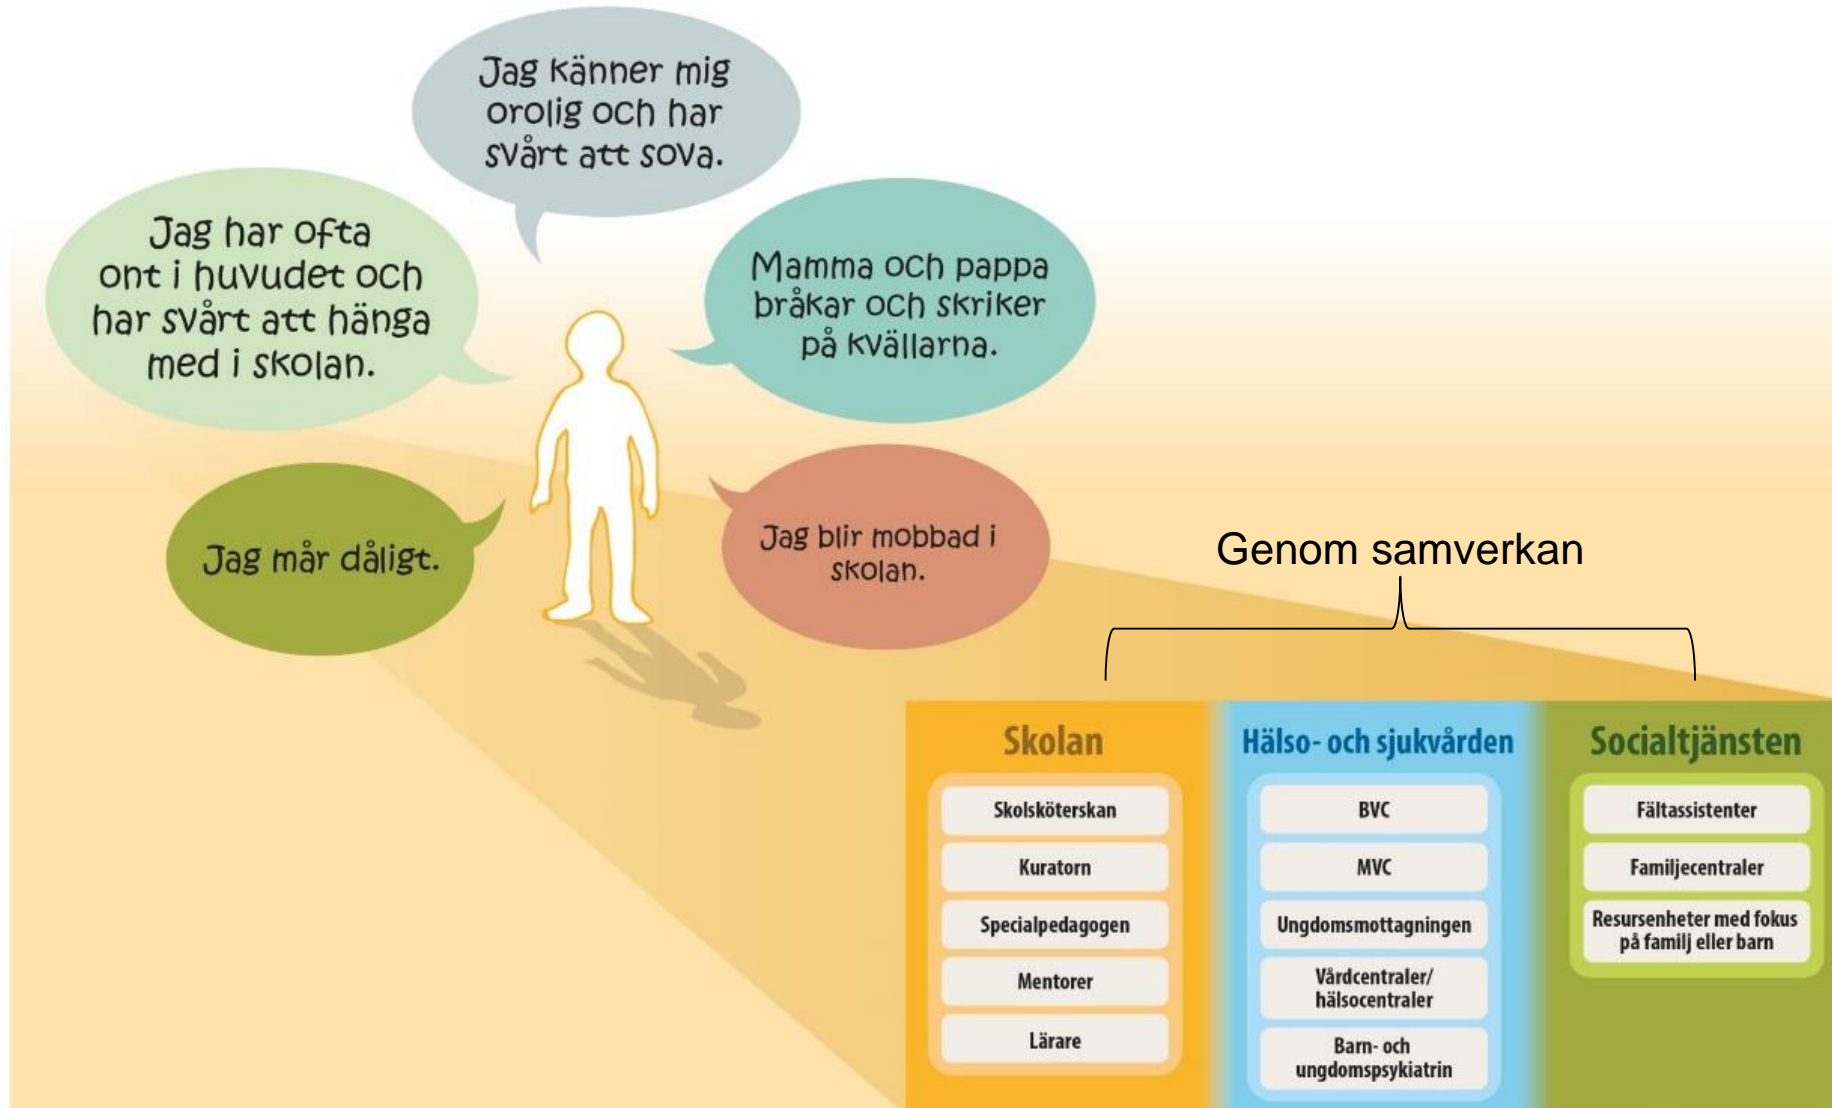 Jag känner mig
orolig och har
svårt att sova.
Jag har ofta
ont i huvudet och
har svårt att hänga
med i skolan.
Mamma och pappa
bråkar och skriker
på kvällarna.
Jag mår dåligt.
Jag blir mobbad i
skolan.
Genom samverkan
Skolan
Skolsköterskan
Kuratorn
Specialpedagogen
Mentorer
Lärare
Hälso- och sjukvården
BVC
MVC
Ungdomsmottagningen
Vårdcentraler/
hälsocentraler
Barn- och
ungdomspsykiatrin
Socialtjänsten
Fältassistenter
Familjecentraler
Resursenheter med fokus
på familj eller barn